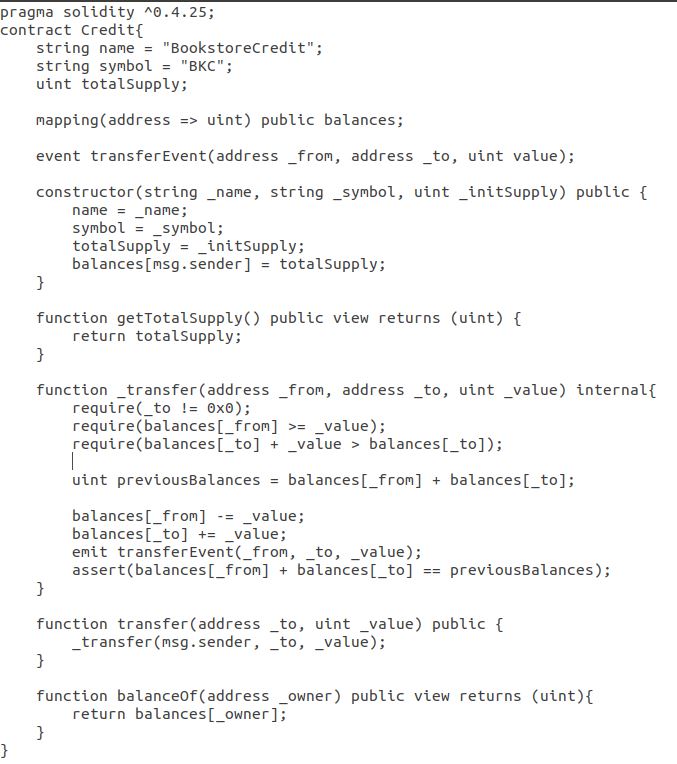 pragma solidity ^0.4.25;
contract Credit{
    string name = "BookstoreCredit";
    string symbol = "BKC";
    uint totalSupply;

    mapping(address => uint) public balances;

    event transferEvent(address _from, address _to, uint value);

    constructor(string _name, string _symbol, uint _initSupply) public {
        name = _name;
        symbol = _symbol;
        totalSupply = _initSupply;
        balances[msg.sender] = totalSupply;
    }

    function getTotalSupply() public view returns (uint) {
        return totalSupply;
    }

    function _transfer(address _from, address _to, uint _value) internal{
        require(_to != 0x0);
        require(balances[_from] >= _value);
        require(balances[_to] + _value > balances[_to]);

        uint previousBalances = balances[_from] + balances[_to];

        balances[_from] -= _value;
        balances[_to] += _value;
        emit transferEvent(_from, _to, _value);
        assert(balances[_from] + balances[_to] == previousBalances);
    }

    function transfer(address _to, uint _value) public {
        _transfer(msg.sender, _to, _value);
    }

    function balanceOf(address _owner) public view returns (uint){
        return balances[_owner];
    }
}